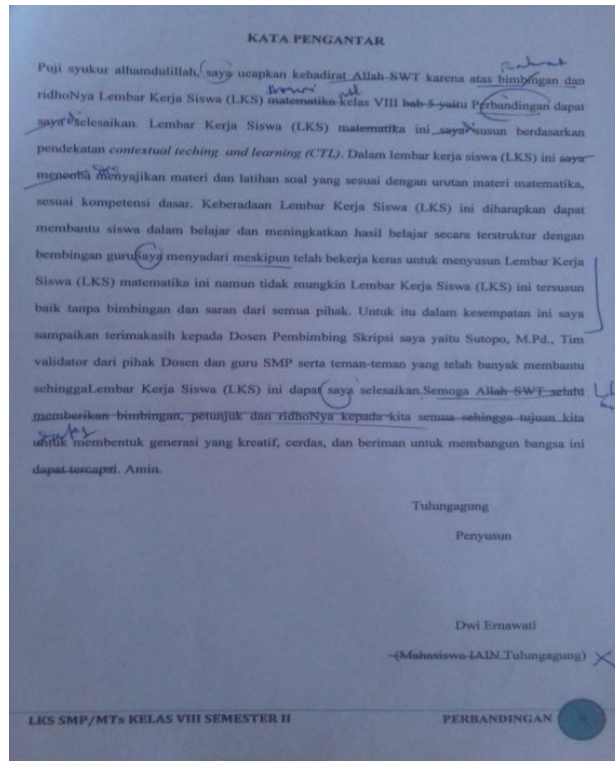 KATA PENGANTAR
Puji syukur alhamdulillah, saya ucapkan kehadirat Allah SWT karena atas bimbingan dan
ridhoNya Lembar Kerja Siswa (LKS) matematika kelas VIII bab 5 yaitu Perbandingan dapat
saya selesaikan. Lembar Kerja Siswa (LKS) matematika ini saya susun berdasarkan
pendekatan contextual teching and learning (CTL). Dalam lembar kerja siswa (LKS) ini saya
mencoba menyajikan materi dan latihan soal yang sesuai dengan urutan materi matematika,
sesuai kompetensi dasar. Keberadaan Lembar Kerja Siswa (LKS) ini diharapkan dapat
membantu siswa dalam belajar dan meningkatkan hasil belajar secara terstruktur dengan
bembingan guru Saya menyadari meskipun telah bekerja keras untuk menyusun Lembar Kerja
Siswa (LKS) matematika ini namun tidak mungkin Lembar Kerja Siswa (LKS) ini tersusun
baik tanpa bimbingan dan saran dari semua pihak. Untuk itu dalam kesempatan ini saya
sampaikan terimakasih kepada Dosen Pembimbing Skripsi saya yaitu Sutopo, M.Pd., Tim
validator dari pihak Dosen dan guru SMP serta teman-teman yang telah banyak membantu
sehinggaLembar Kerja Siswa (LKS) ini dapat saya selesaikan.Semoga Allah SWT selalu
memberikan bimbingan, petunjuk dan ridhoNya kepada kita semua sehingga tujuan kita
untuk membentuk generasi yang kreatif, cerdas, dan beriman untuk membangun bangsa ini
dapat tercapai. Amin.
Tulungagung
Penyusun
Dwi Ernawati
(Mahasiswa IAIN Tulungagung)
LKS SMP/MTs KELAS VIII SEMESTER II PERBANDINGAN